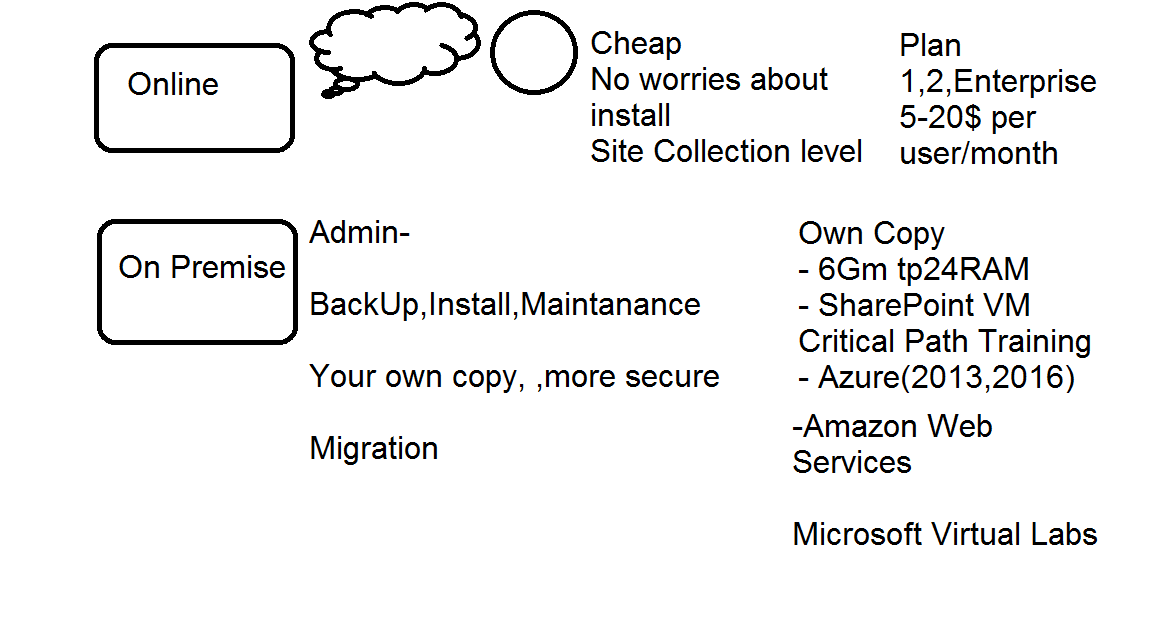 Online
Cheap
No worries about
install
Site Collection level
Plan
1,2,Enterprise
5-20$ per
user/month
On Premise
Admin-
BackUp,Install,Maintanance
Your own copy, ,more secure
Migration
Own Copy
- 6Gm tp24RAM
- SharePoint VM
Critical Path Training
- Azure(2013,2016)
-Amazon Web
Services
Microsoft Virtual Labs